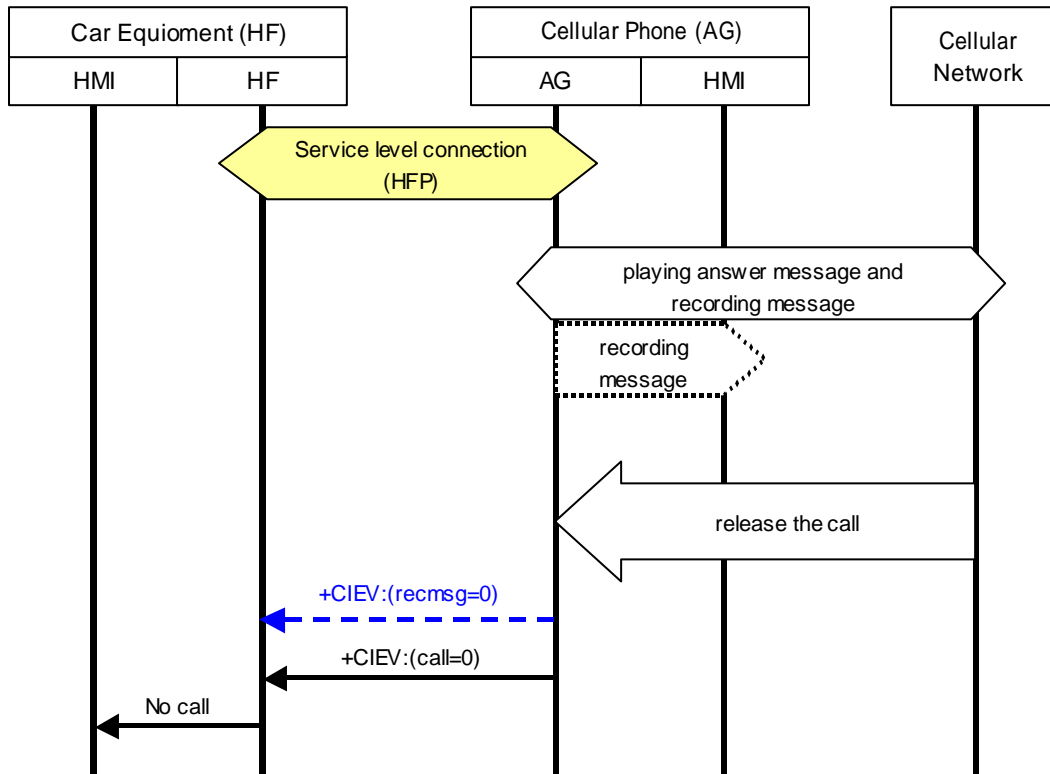 Car Equioment (HF)
Cellular Phone (AG)
Cellular
Network
HMI
HF
AG
HMI
Service level connection
(HFP)
playing answer message and
recording message
recording
message
release the call
+CIEV:(recmsg=0)
+CIEV:(call=0)
No call